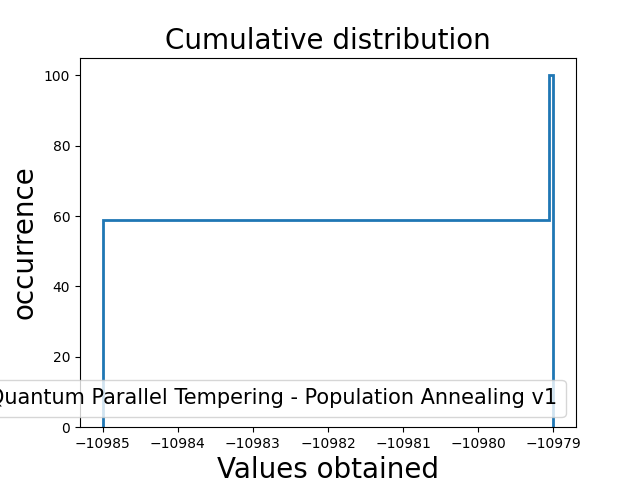 Cumulative distribution
occurrence
100
80
60
40
20
0
Quantum Parallel Tempering - Population Annealing v1
−10985 −10984 −10983 −10982 −10981 −10980 −10979
Values obtained